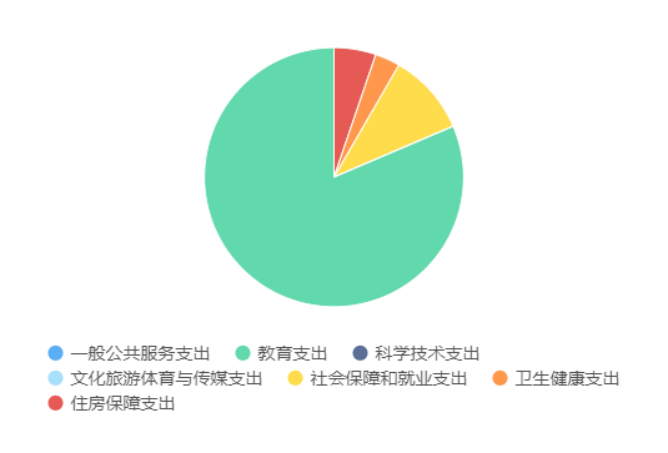 一般公共服务支出 教育支出 科学技术支出
文化旅游体育与传媒支出 社会保障和就业支出 卫生健康支出
住房保障支出